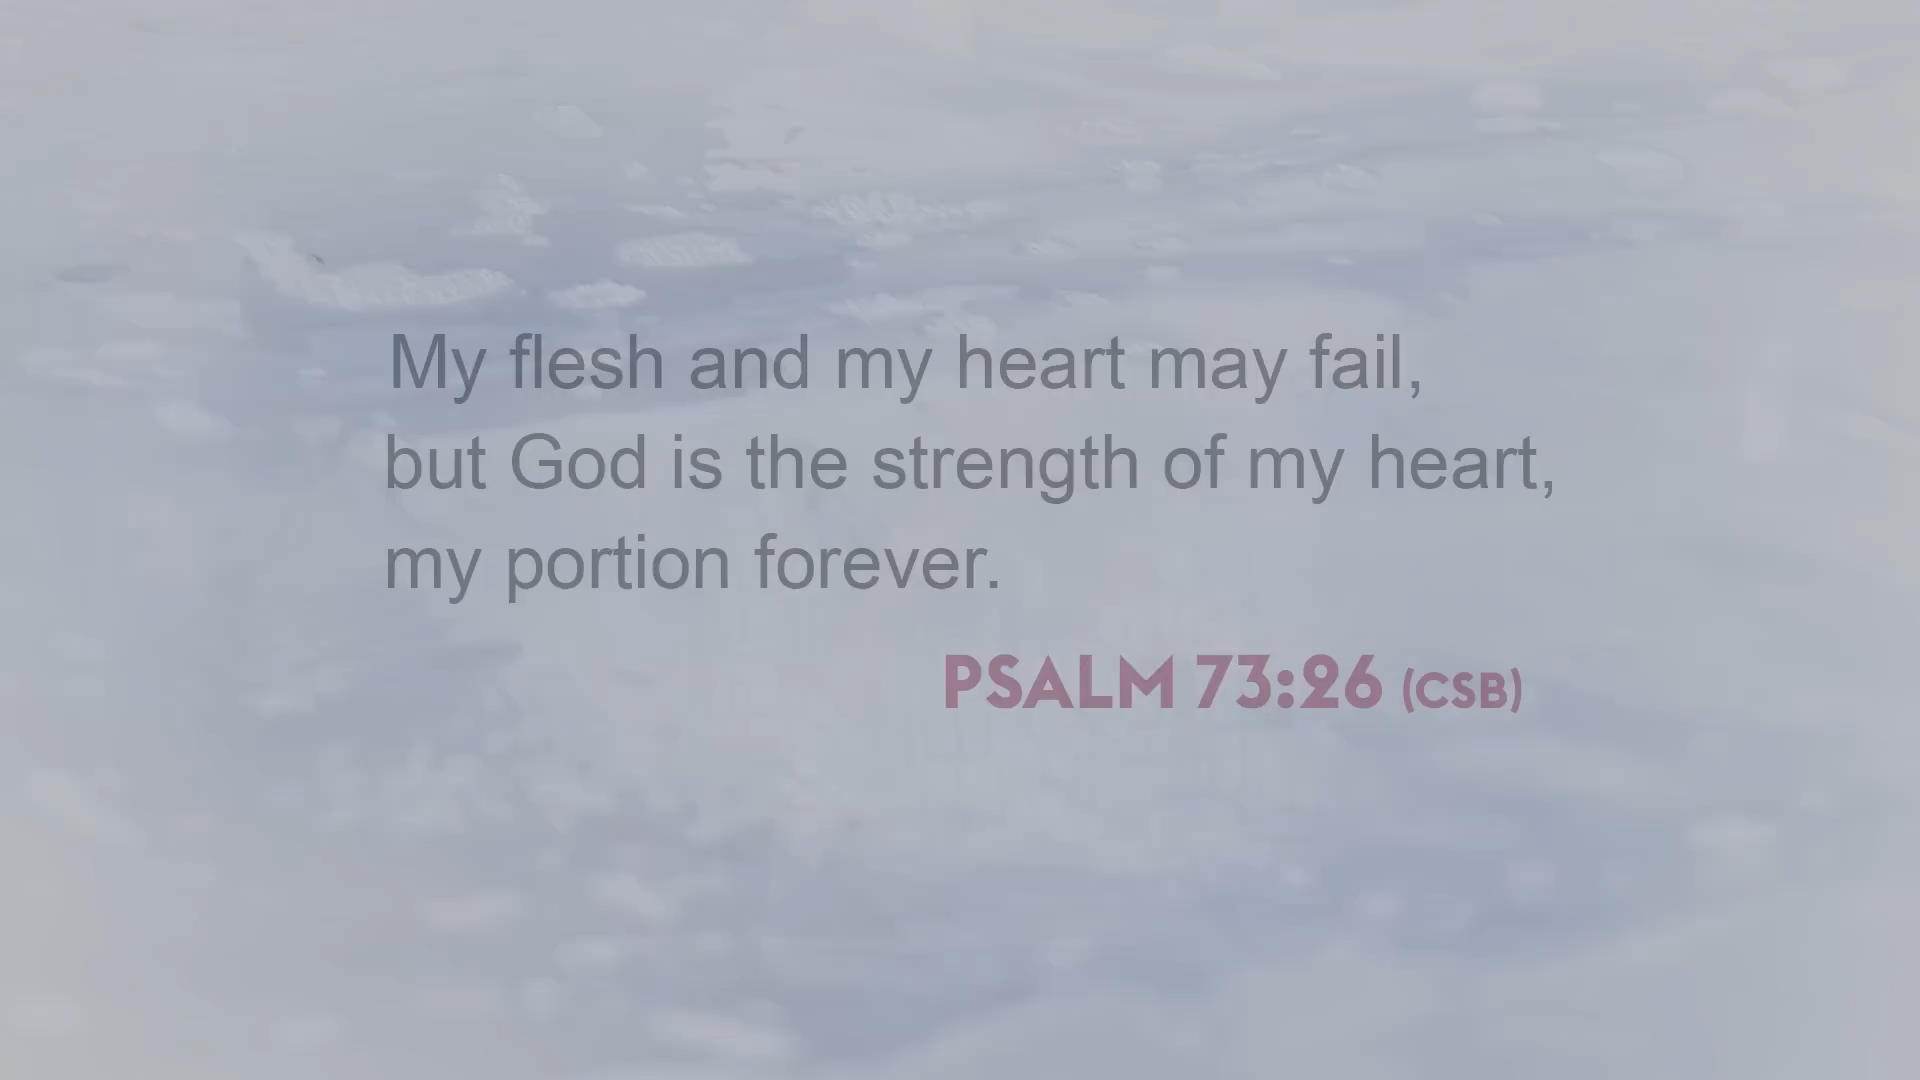 My flesh and my heart may fail,
but God is the strength of my heart,
my portion forever.
PSALM 73:26 (CSB)